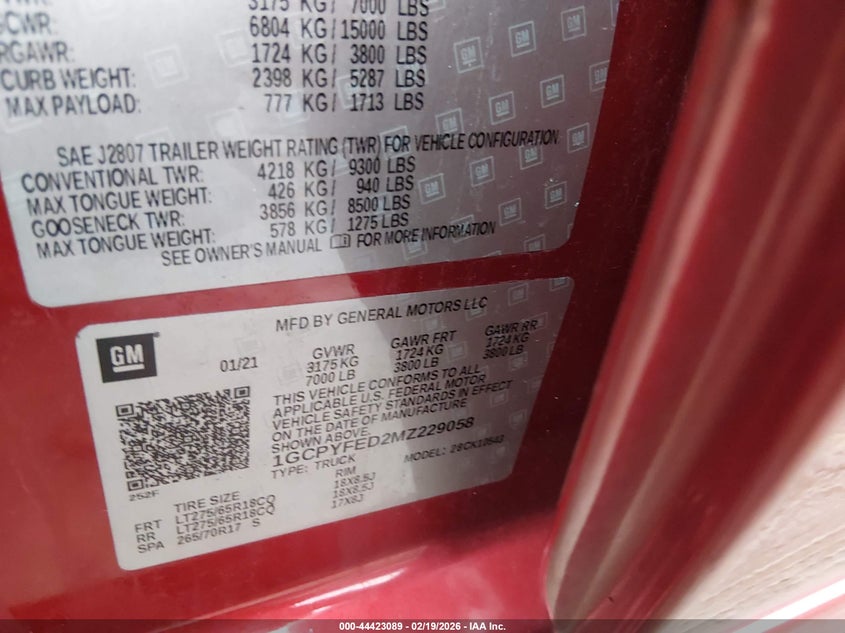 3175 KG/ 7000 LBS
GCWR: 6804 KG/15000 LBS
RGAWR: 1724 KG/ 3800 LBS
CURB WEIGHT: 2398 KG/ 5287 LBS
MAX PAYLOAD: 777 KG/ 1713 LBS
SAE J2807 TRAILER WEIGHT RATING (TWR) FOR VEHICLE CONFIGURATION
CONVENTIONAL TWR: 4218 KG/ 9300 LBS
MAX TONGUE WEIGHT: 426 KG/ 940 LBS
GOOSENECK TWR: 3856 KG/ 8500 LBS
MAX TONGUE WEIGHT: 578 KG/ 1275 LBS
SEE OWNER'S MANUAL FOR MORE INFORMATION
MFD BY GENERAL MOTORS LLC
GM
01/21
GVWR GAWR FRT GAWR RR
3175 KG 1724 KG 1724 KG
7000 LB 3800 LB 3800 LB
THIS VEHICLE CONFORMS TO ALL
APPLICABLE U.S. FEDERAL MOTOR
VEHICLE SAFETY STANDARDS IN EFFECT
ON THE DATE OF MANUFACTURE
SHOWN ABOVE.
1GCPYFED2MZ229058
TYPE: TRUCK MODEL: 28CK10543
252F
TIRE SIZE RIM
FRT LT275/65R18CQ 18X8.5J
RR LT275/65R18CQ 18X8.5J
SPA 265/70R17 S 17X8J
000-44423089 - 02/19/2026 - IAA Inc.